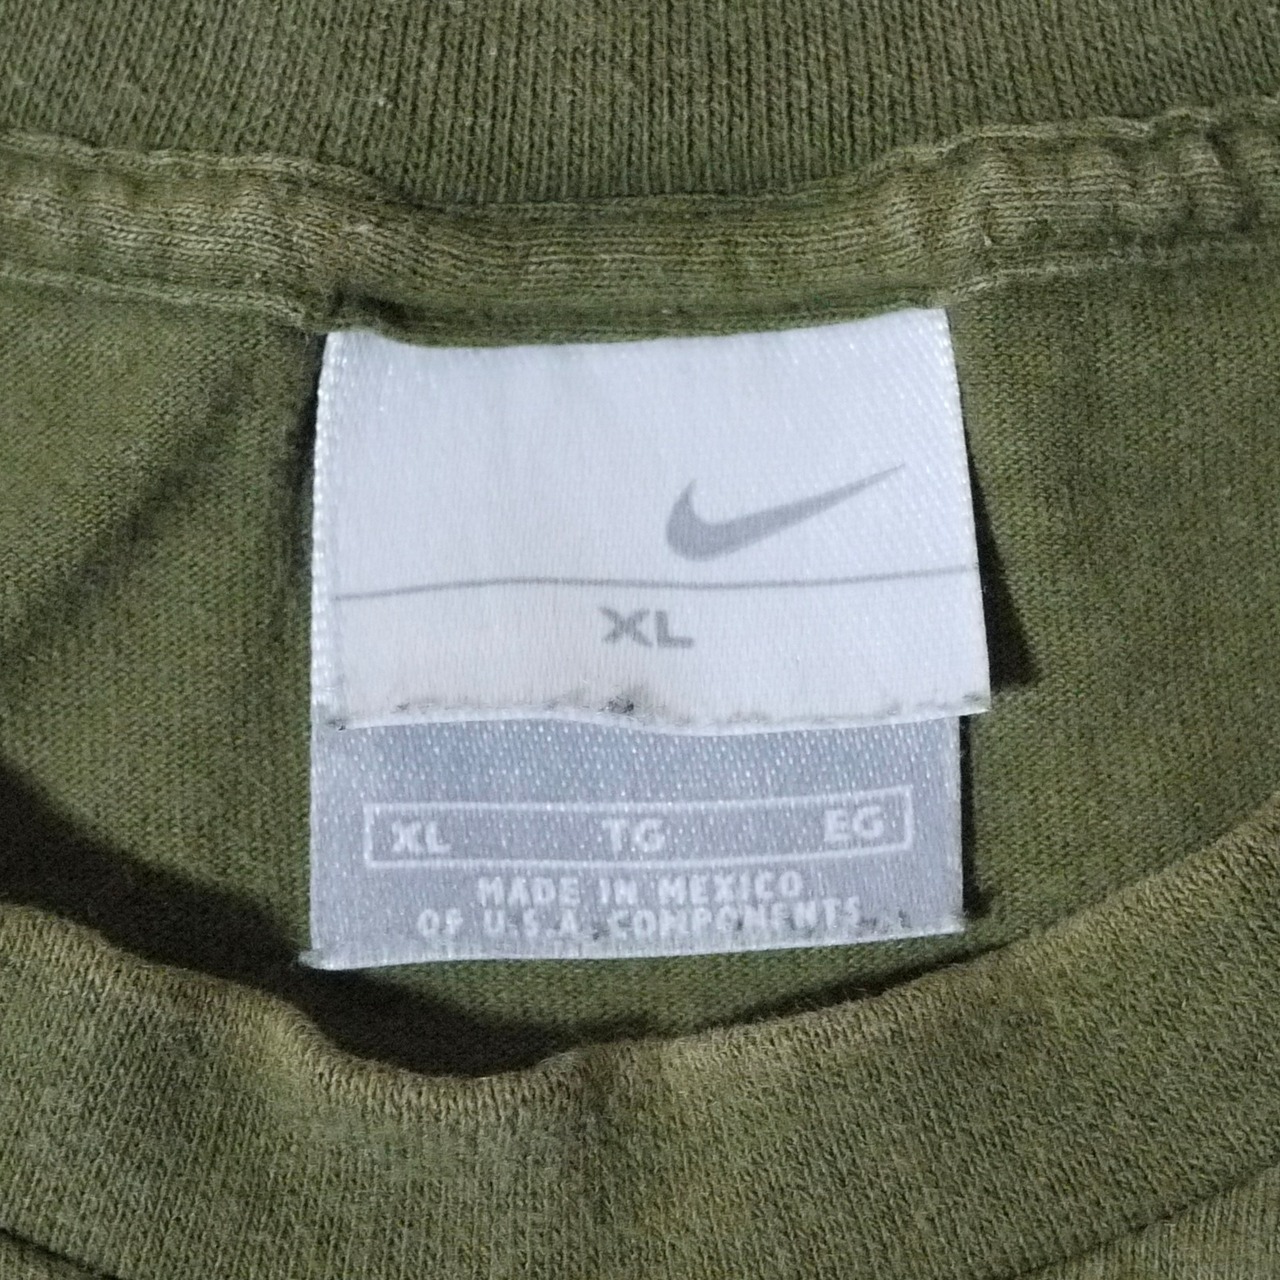 XL
XL TG EG
MADE IN MEXICO
OF U.S.A. COMPONENTS